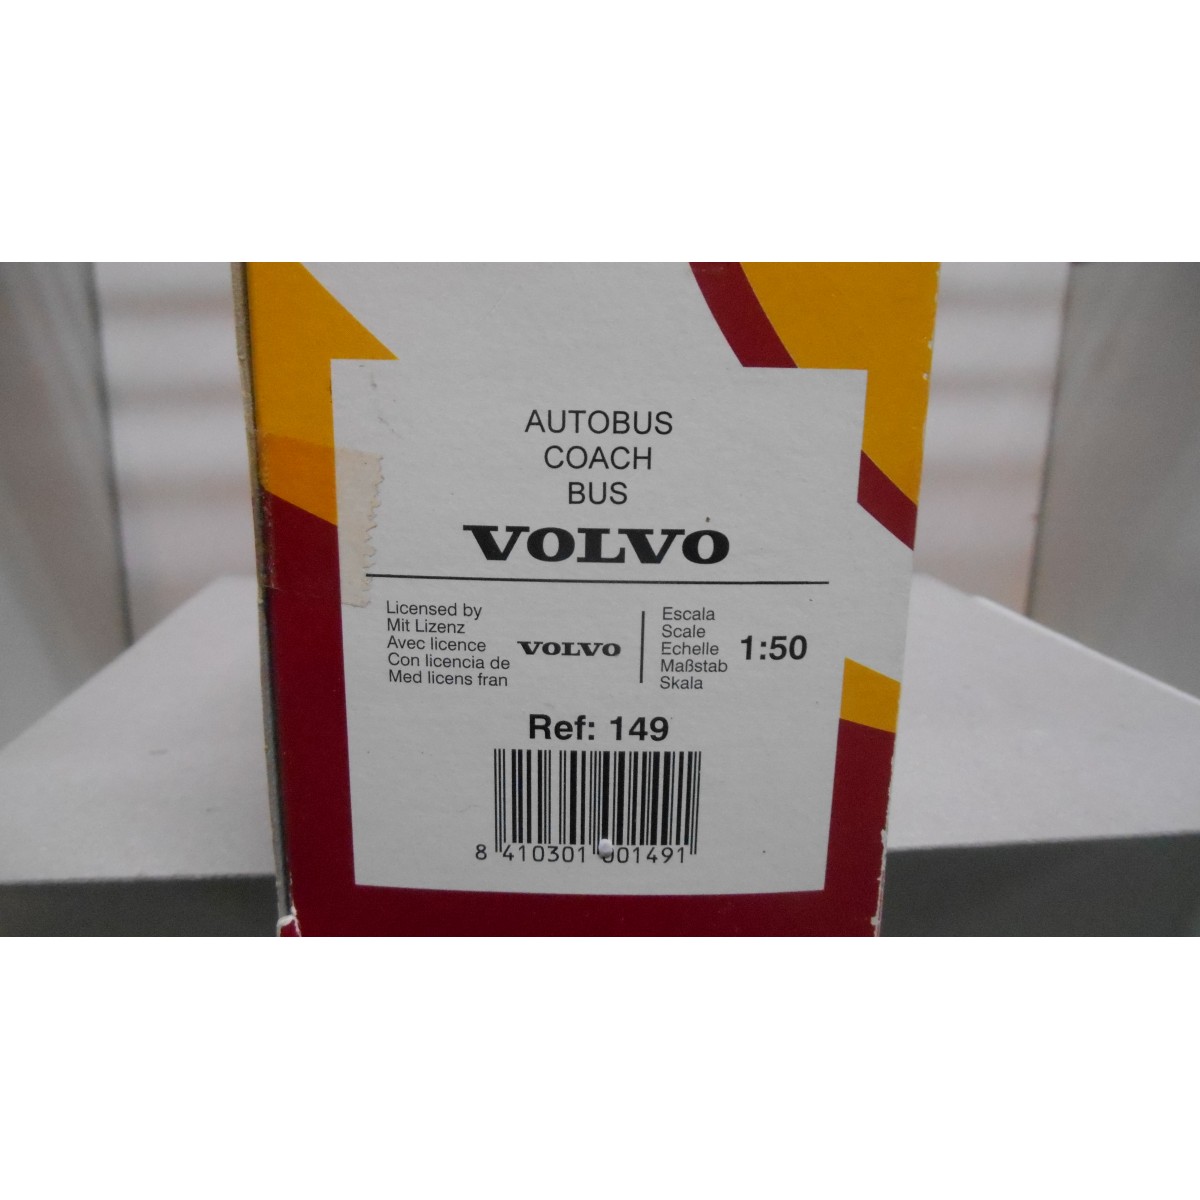 AUTOBUS
COACH
BUS
VOLVO
Licensed by
Mit Lizenz
Avec licence
Con licencia de
Med licens fran
VOLVO
Escala
Scale
Echelle
Maßstab
Skala
1:50
Ref: 149
8 410301 001491